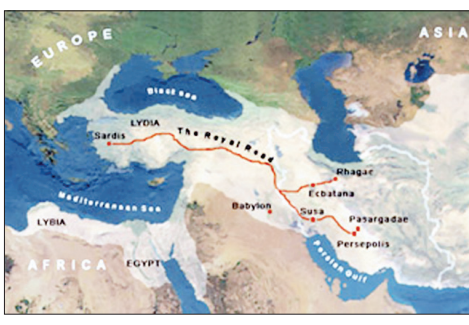 EUROPE
ASIA
Black sea
LYDIA
Sardis
The Royal Road
Rhagae
Ecbatana
Mediterranean Sea
Babylon
Susa
Pasargadae
LYBIA
Persepolis
AFRICA
EGYPT
Persian Gulf